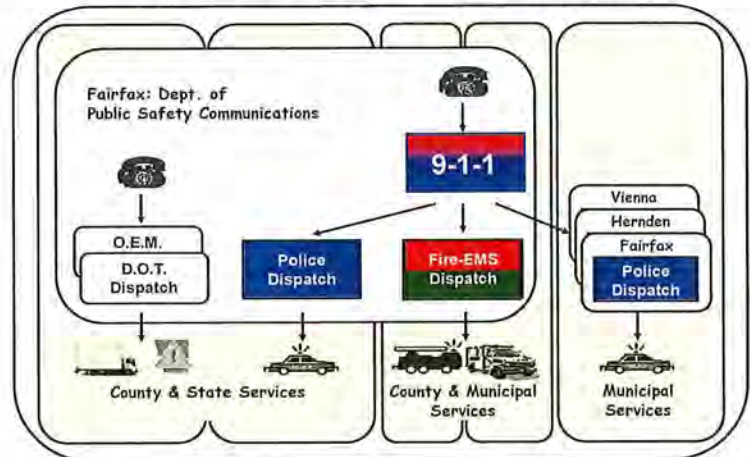 Fairfax: Dept. of
Public Safety Communications
9-1-1
O.E.M.
D.O.T.
Dispatch
Police
Dispatch
Fire-EMS
Dispatch
Vienna
Hernden
Fairfax
Police
Dispatch
County & State Services
County & Municipal
Services
Municipal
Services